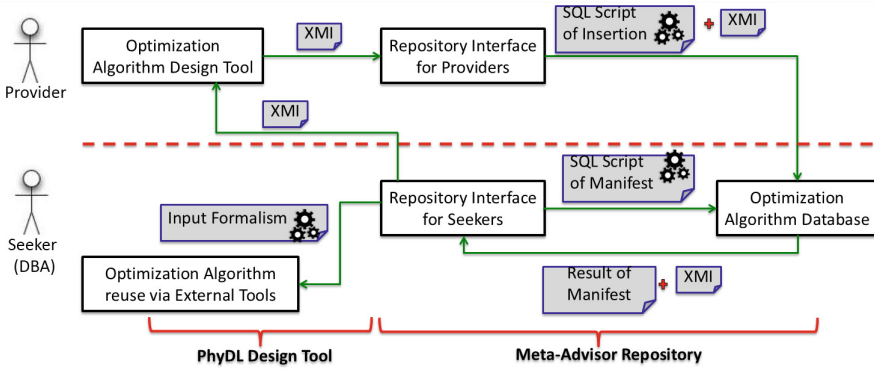 Provider
Optimization
Algorithm Design Tool
XMI
Repository Interface
for Providers
SQL Script
of Insertion
XMI
XMI
Seeker
(DBA)
Input Formalism
Repository Interface
for Seekers
SQL Script
of Manifest
Optimization
Algorithm Database
Optimization Algorithm
reuse via External Tools
Result of
Manifest
XMI
PhyDL Design Tool
Meta-Advisor Repository